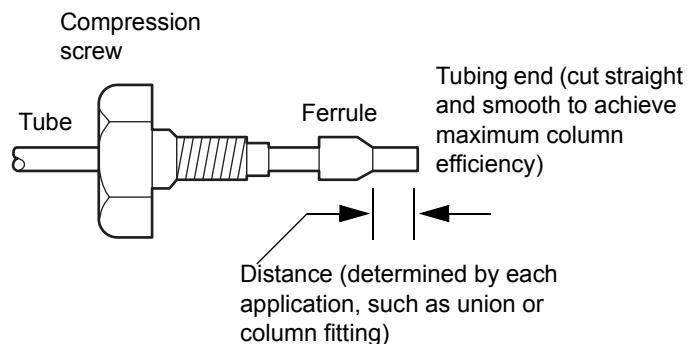 Compression
screw
Tube
Ferrule
Tubing end (cut straight
and smooth to achieve
maximum column
efficiency)
Distance (determined by each
application, such as union or
column fitting)